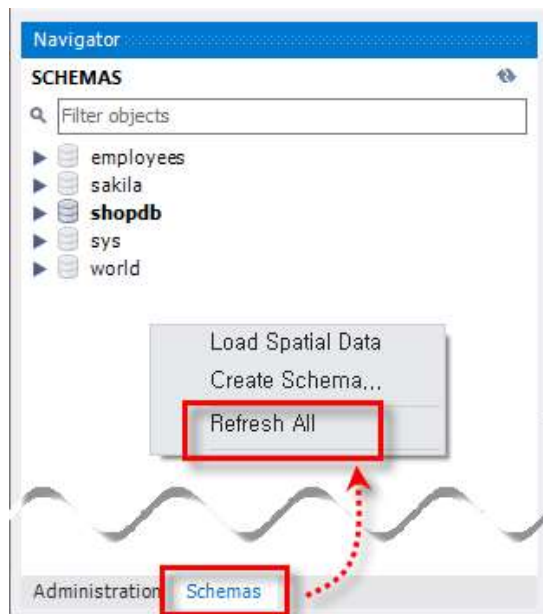 Navigator
SCHEMAS
Filter objects
employees
sakila
shopdb
sys
world
Load Spatial Data
Create Schema...
Refresh All
Administration Schemas